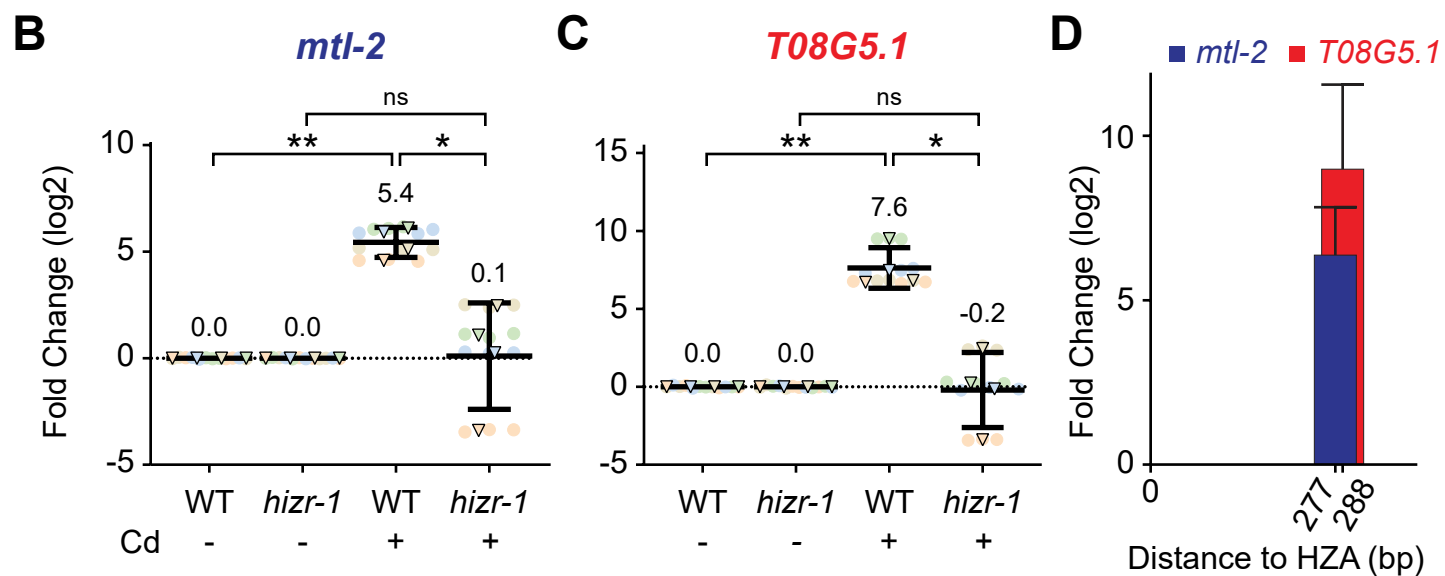 B
mtl-2
ns
** *
10
5
0
-5
Fold Change (log2)
5.4
0.1
0.0 0.0
WT hizr-1 WT hizr-1
Cd - - + +
C
T08G5.1
ns
** *
15
10
5
0
-5
7.6
-0.2
0.0 0.0
WT hizr-1 WT hizr-1
- - + +
D
mtl-2 T08G5.1
10
5
0
Fold Change (log2)
0 277 288
Distance to HZA (bp)